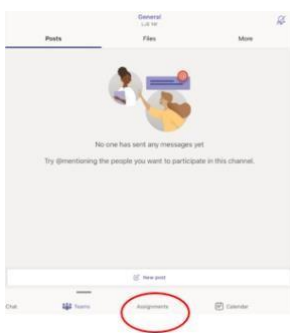 General
Posts Files More
No one has sent any messages yet
Try @mentioning the people you want to participate in this channel.
New post
Chat Teams Assignments Calendar